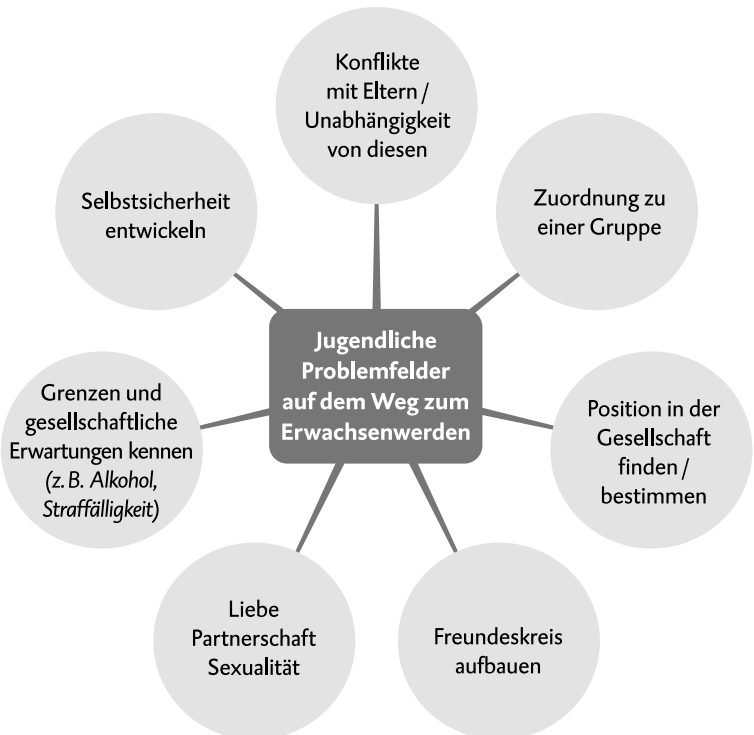 Konflikte
mit Eltern /
Unabhängigkeit
von diesen
Selbstsicherheit
entwickeln
Zuordnung zu
einer Gruppe
Jugendliche
Problemfelder
auf dem Weg zum
Erwachsenwerden
Grenzen und
gesellschaftliche
Erwartungen kennen
(z. B. Alkohol,
Straffälligkeit)
Position in der
Gesellschaft
finden /
bestimmen
Liebe
Partnerschaft
Sexualität
Freundeskreis
aufbauen